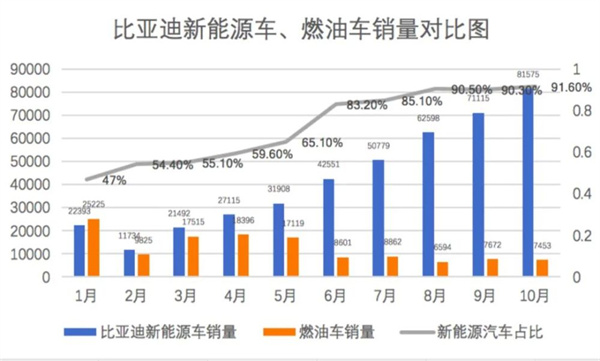 比亚迪新能源车、燃油车销量对比图
90000 1
80000 0.8
70000
60000 0.6
50000
40000 0.4
30000
20000 0.2
10000
0 0
47% 54.40% 55.10% 59.60% 65.10% 83.20% 85.10% 90.50% 90.30% 91.60%
22393 11734 21492 27115 31908 42551 50779 62598 71115 81575
25225 9825 17515 18396 17119 8601 8862 6594 7672 7453
1月 2月 3月 4月 5月 6月 7月 8月 9月 10月
比亚迪新能源车销量 燃油车销量 新能源汽车占比